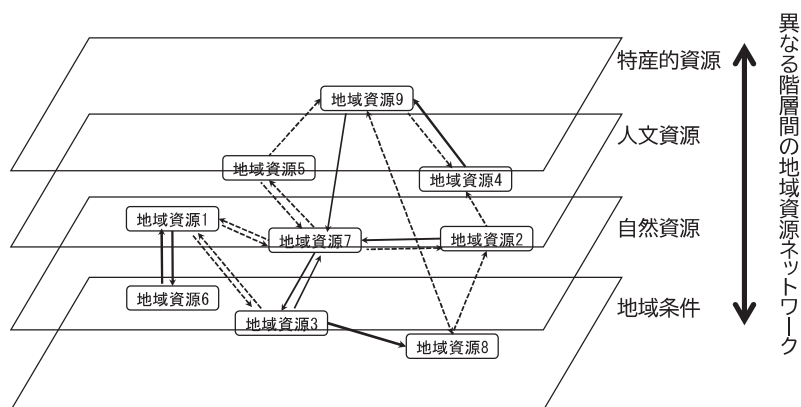 特産的資源
地域資源9
人文資源
地域資源5
地域資源4
地域資源1
地域資源7
地域資源2
自然資源
地域資源6
地域資源3
地域資源8
地域条件
異なる階層間の地域資源ネットワーク